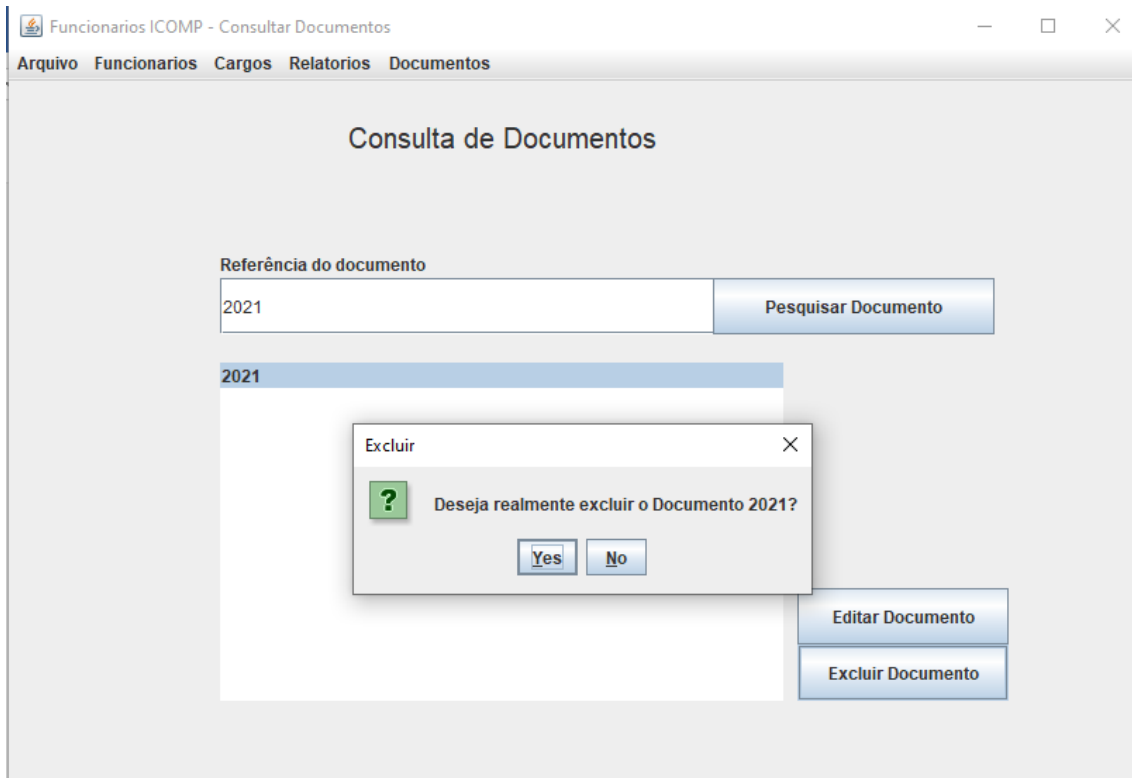 Funcionarios ICOMP - Consultar Documentos
Arquivo Funcionarios Cargos Relatorios Documentos
Consulta de Documentos
Referência do documento
2021
Pesquisar Documento
2021
Excluir
?
Deseja realmente excluir o Documento 2021?
Yes No
Editar Documento
Excluir Documento